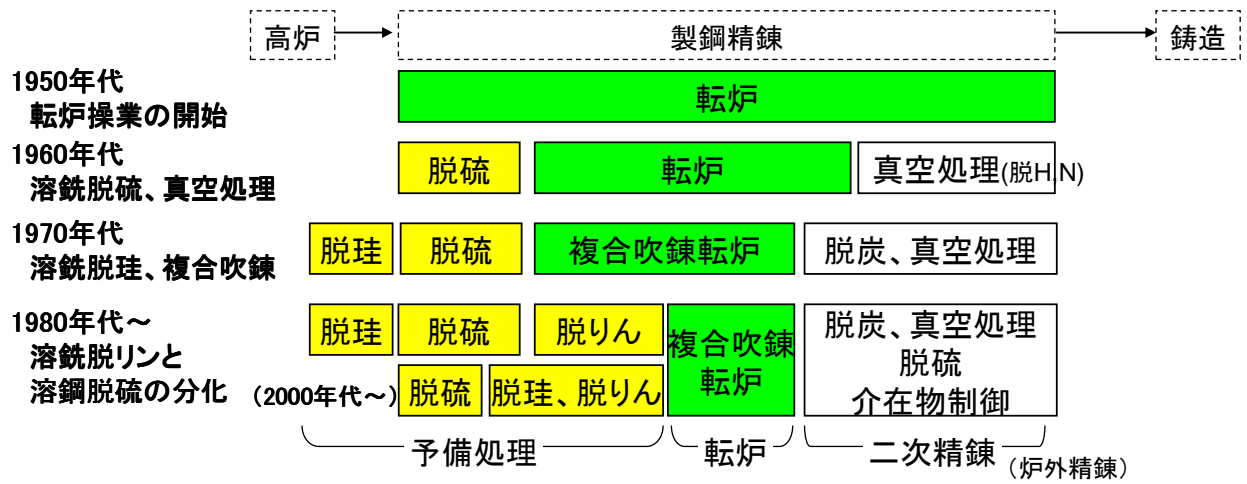 高炉
製鋼精錬
鋳造
1950年代
転炉操業の開始
転炉
1960年代
溶銑脱硫、真空処理
脱硫
転炉
真空処理(脱H,N)
1970年代
溶銑脱珪、複合吹錬
脱珪
脱硫
複合吹錬転炉
脱炭、真空処理
1980年代～
溶銑脱リンと
溶鋼脱硫の分化
(2000年代～)
脱珪
脱硫
脱りん
脱硫
脱珪、脱りん
複合吹錬
転炉
脱炭、真空処理
脱硫
介在物制御
予備処理
転炉
二次精錬
(炉外精錬)